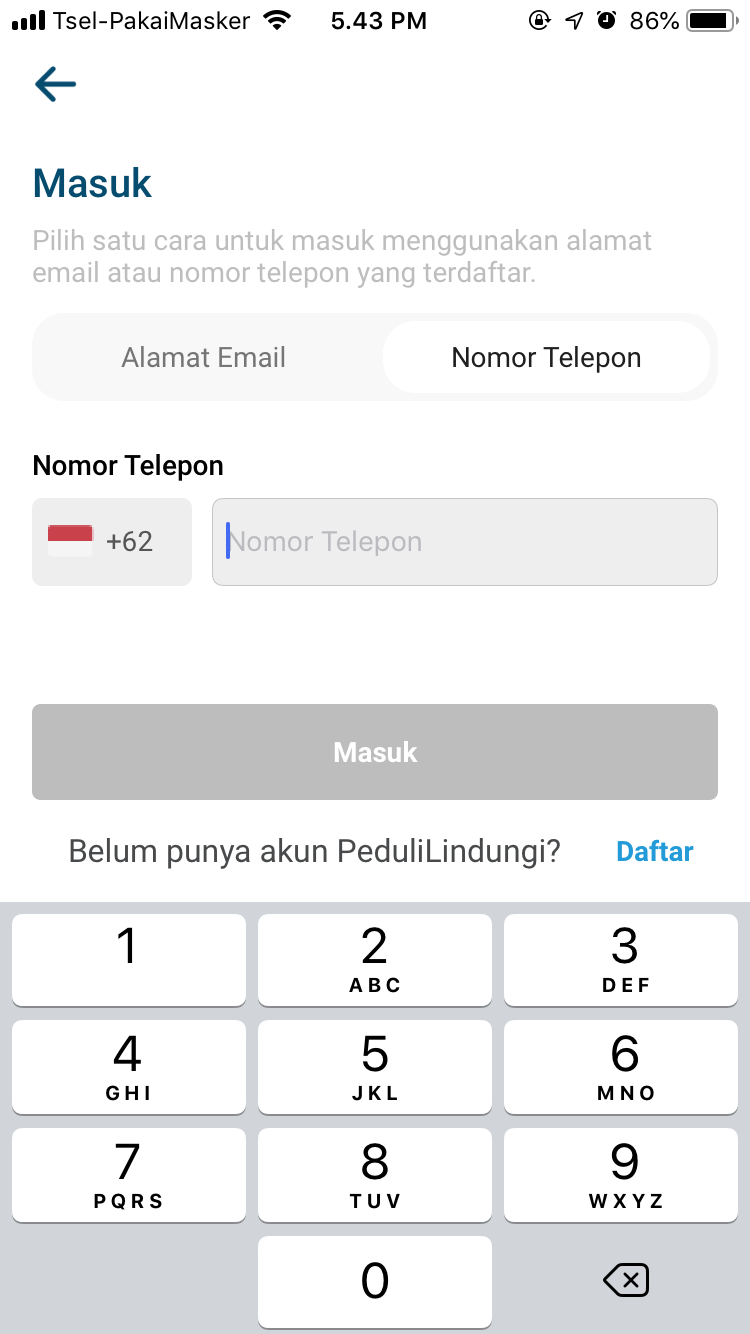 Tsel-PakaiMasker 5.43 PM 86%
Masuk
Pilih satu cara untuk masuk menggunakan alamat
email atau nomor telepon yang terdaftar.
Alamat Email Nomor Telepon
Nomor Telepon
+62 Nomor Telepon
Masuk
Belum punya akun PeduliLindungi? Daftar
1 2 3
ABC DEF
4 5 6
GHI JKL MNO
7 8 9
PQRS TUV WXYZ
0